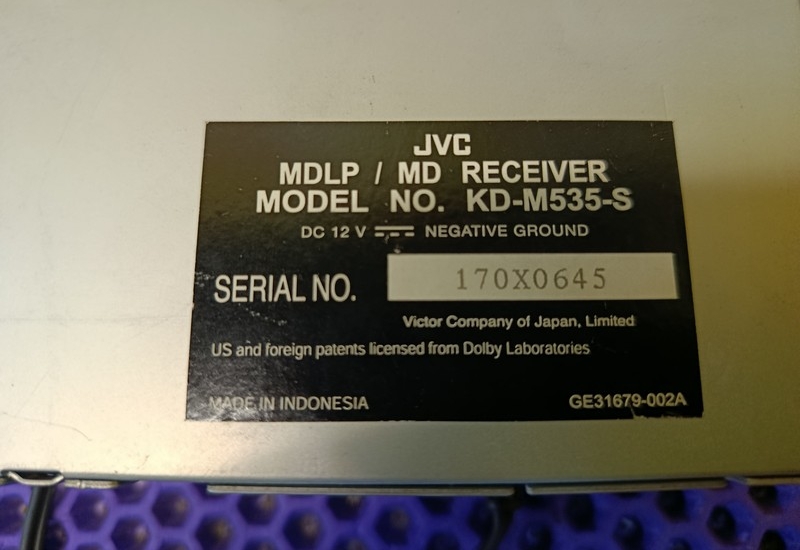 JVC
MDLP / MD RECEIVER
MODEL NO. KD-M535-S
DC 12 V ⎓ NEGATIVE GROUND
SERIAL NO. 170X0645
Victor Company of Japan, Limited
US and foreign patents licensed from Dolby Laboratories
MADE IN INDONESIA GE31679-002A